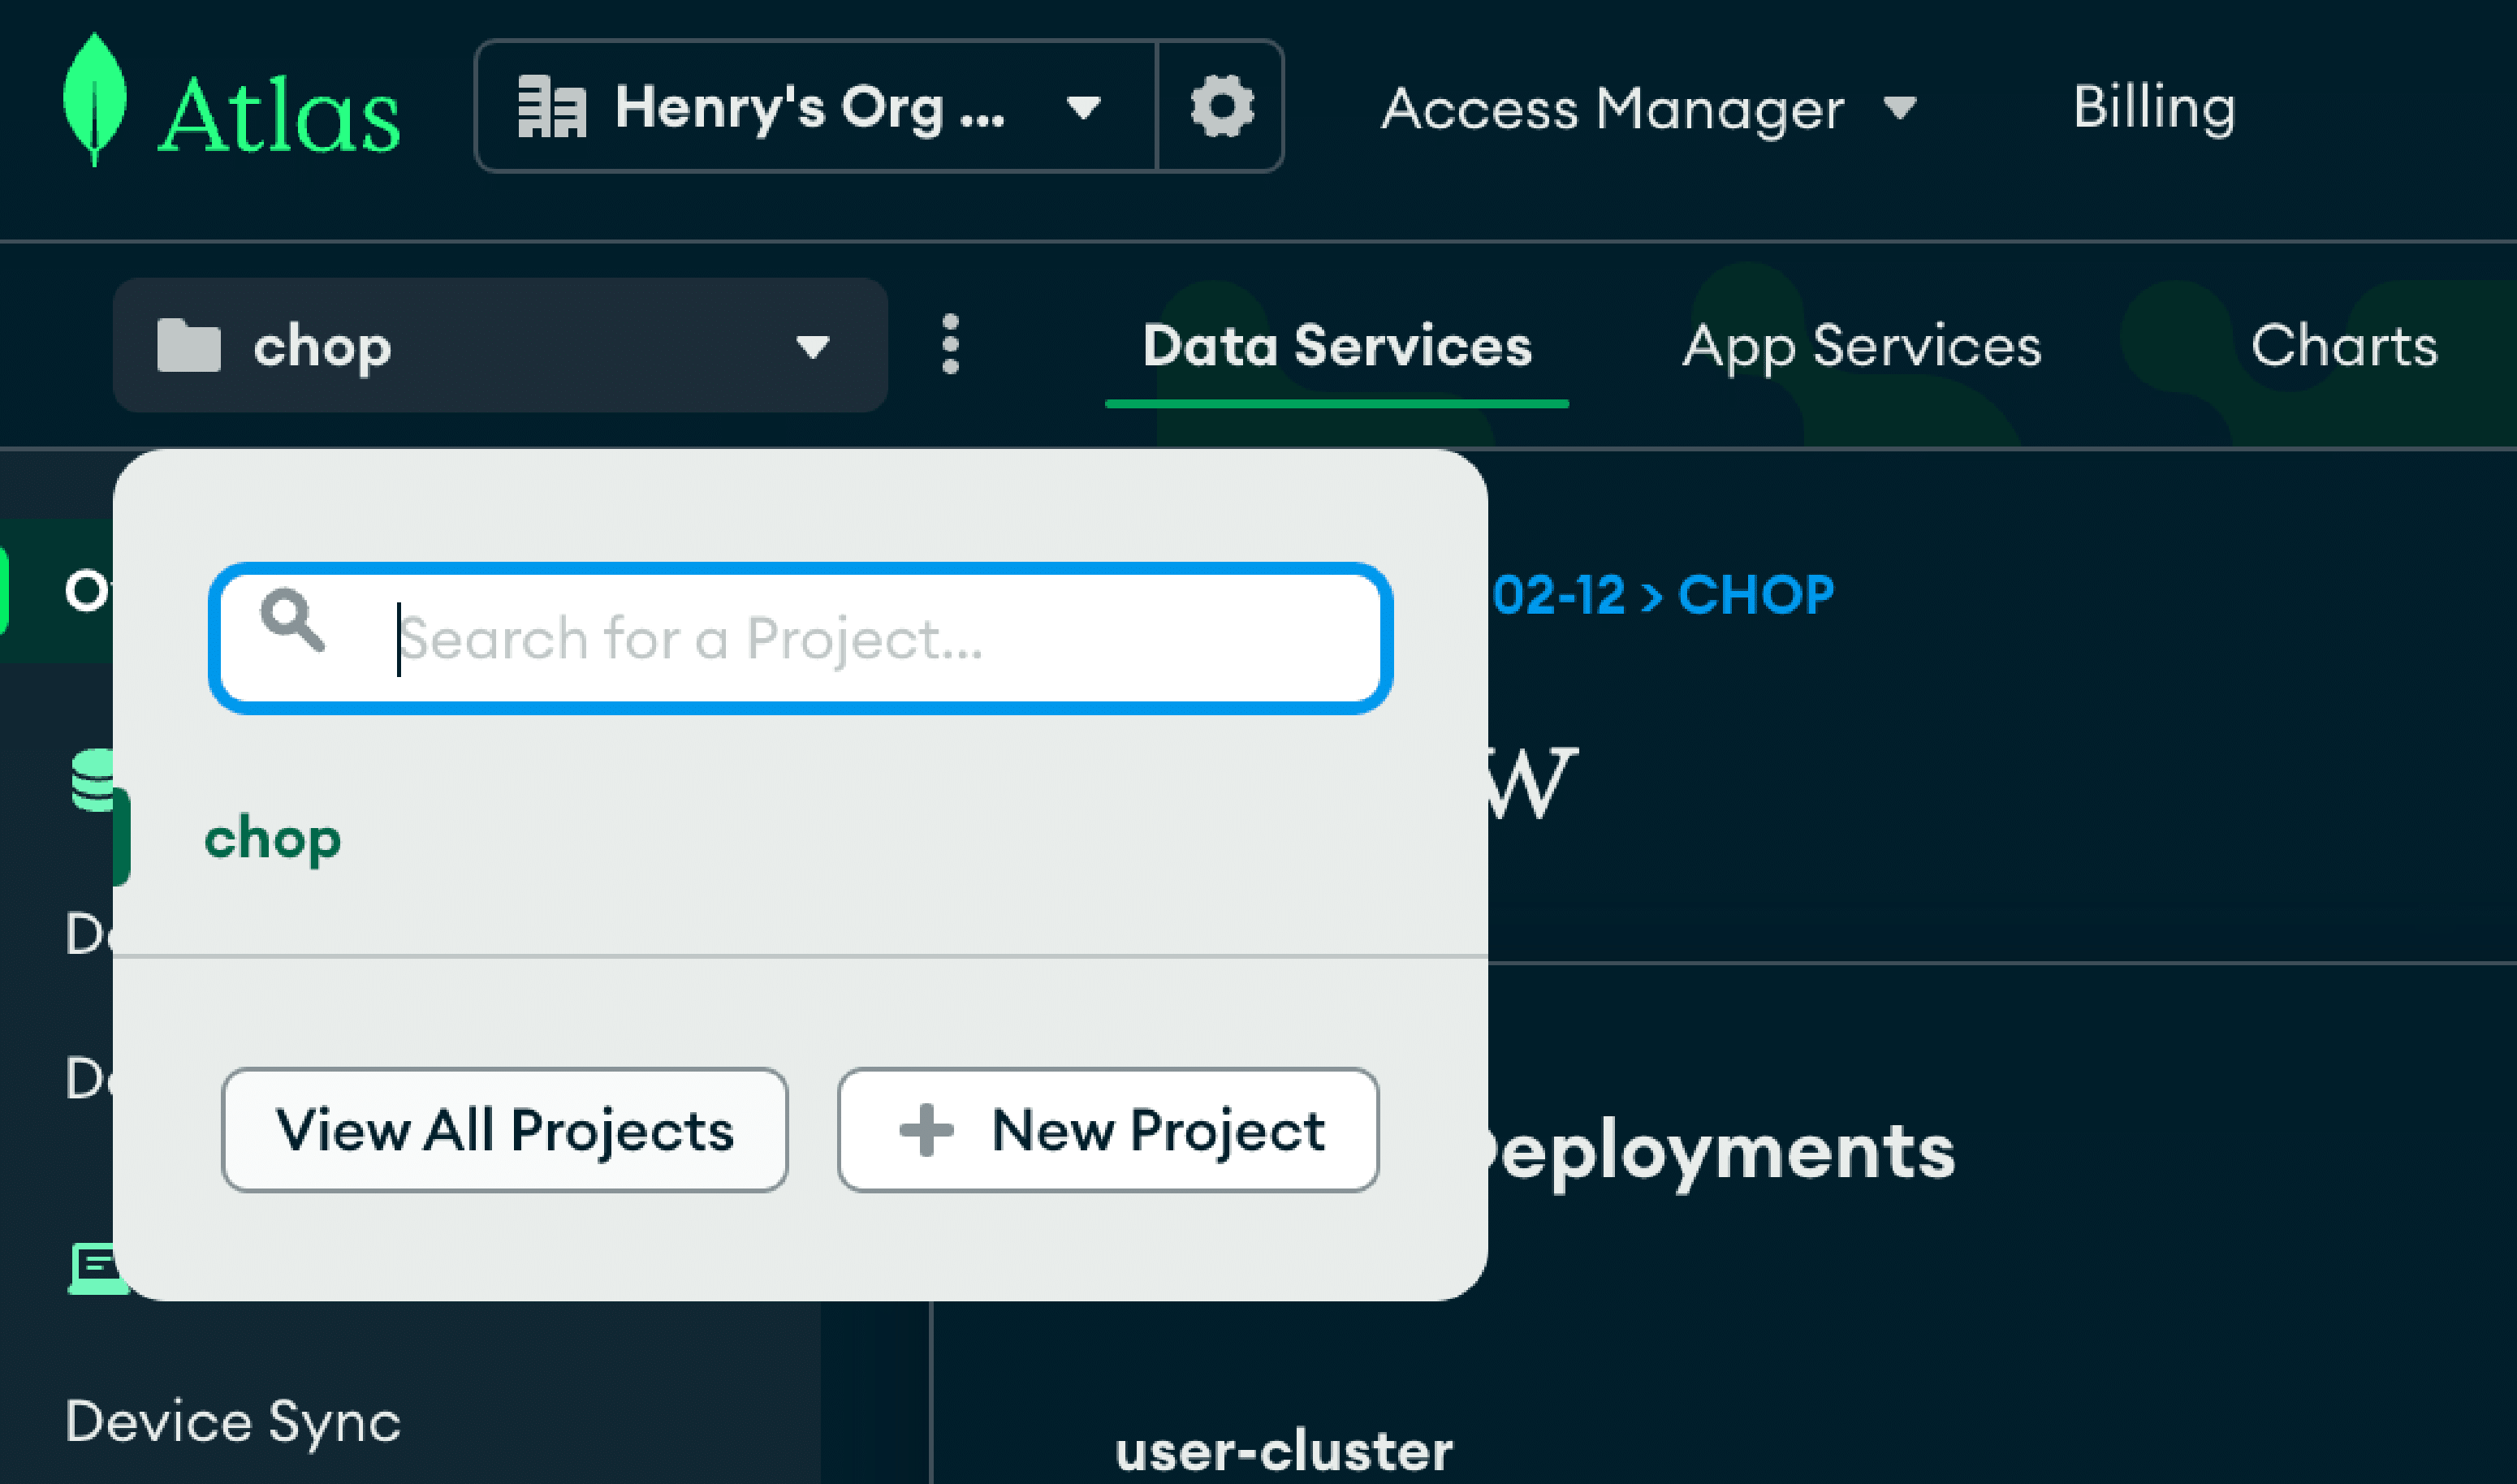 Atlas
Henry's Org ...
Access Manager
Billing
chop
Data Services
App Services
Charts
Search for a Project...
02-12 > CHOP
chop
View All Projects
New Project
Device Sync
user-cluster